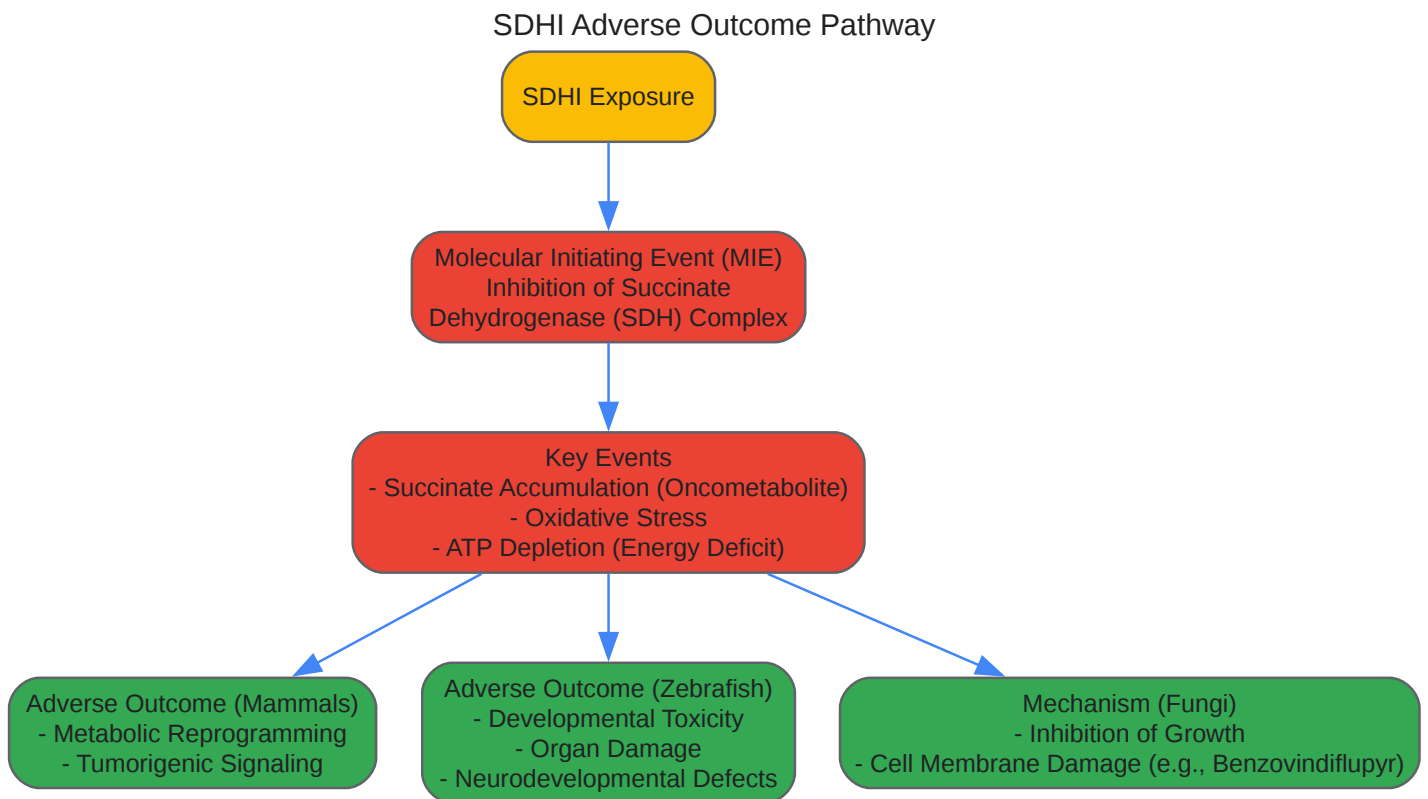 SDHI Adverse Outcome Pathway
SDHI Exposure
Molecular Initiating Event (MIE)
Inhibition of Succinate
Dehydrogenase (SDH) Complex
Key Events
- Succinate Accumulation (Oncometabolite)
- Oxidative Stress
- ATP Depletion (Energy Deficit)
Adverse Outcome (Mammals)
- Metabolic Reprogramming
- Tumorigenic Signaling
Adverse Outcome (Zebrafish)
- Developmental Toxicity
- Organ Damage
- Neurodevelopmental Defects
Mechanism (Fungi)
- Inhibition of Growth
- Cell Membrane Damage (e.g., Benzovindiflupyr)